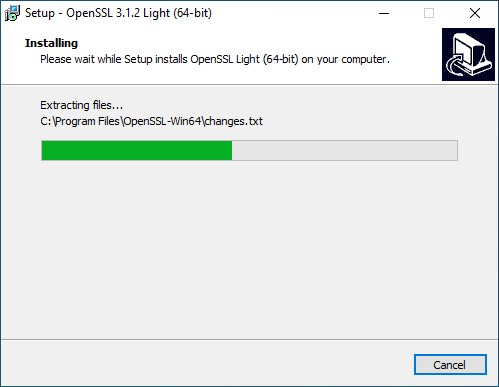 Setup - OpenSSL 3.1.2 Light (64-bit)
Installing
Please wait while Setup installs OpenSSL Light (64-bit) on your computer.
Extracting files...
C:\Program Files\OpenSSL-Win64\changes.txt
Cancel